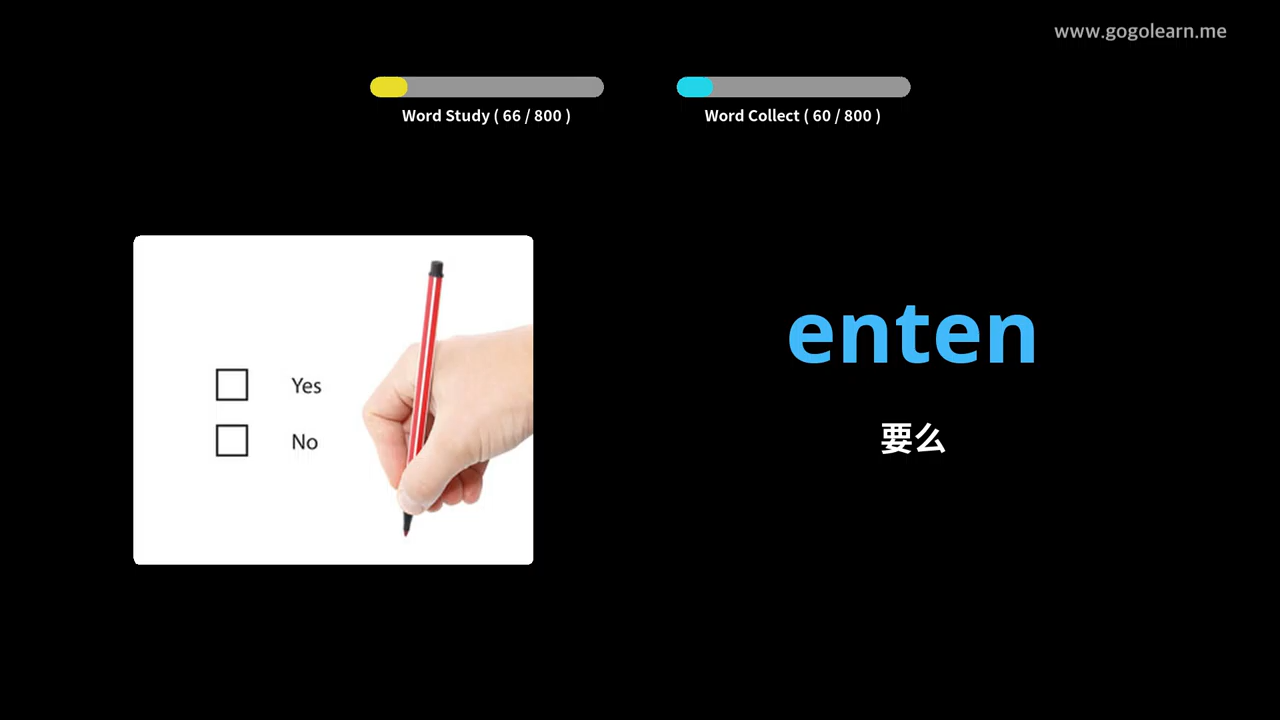 www.gogolearn.me
Word Study ( 66 / 800 )
Word Collect ( 60 / 800 )
Yes
No
enten
要么